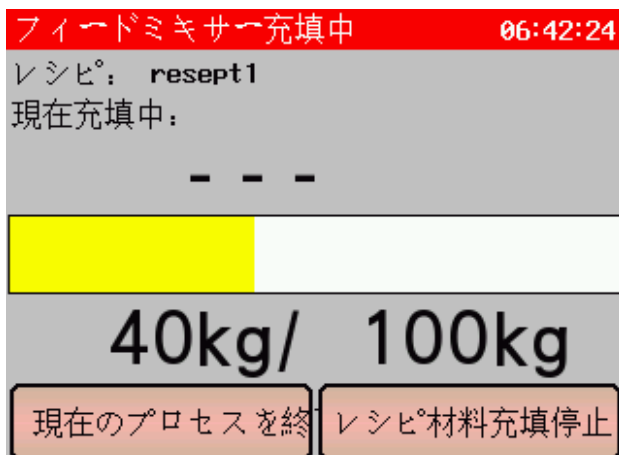 フィードミキサー充填中 06:42:24
レシピ: resept1
現在充填中:
- - -
40kg/ 100kg
現在のプロセスを終 レシピ材料充填停止